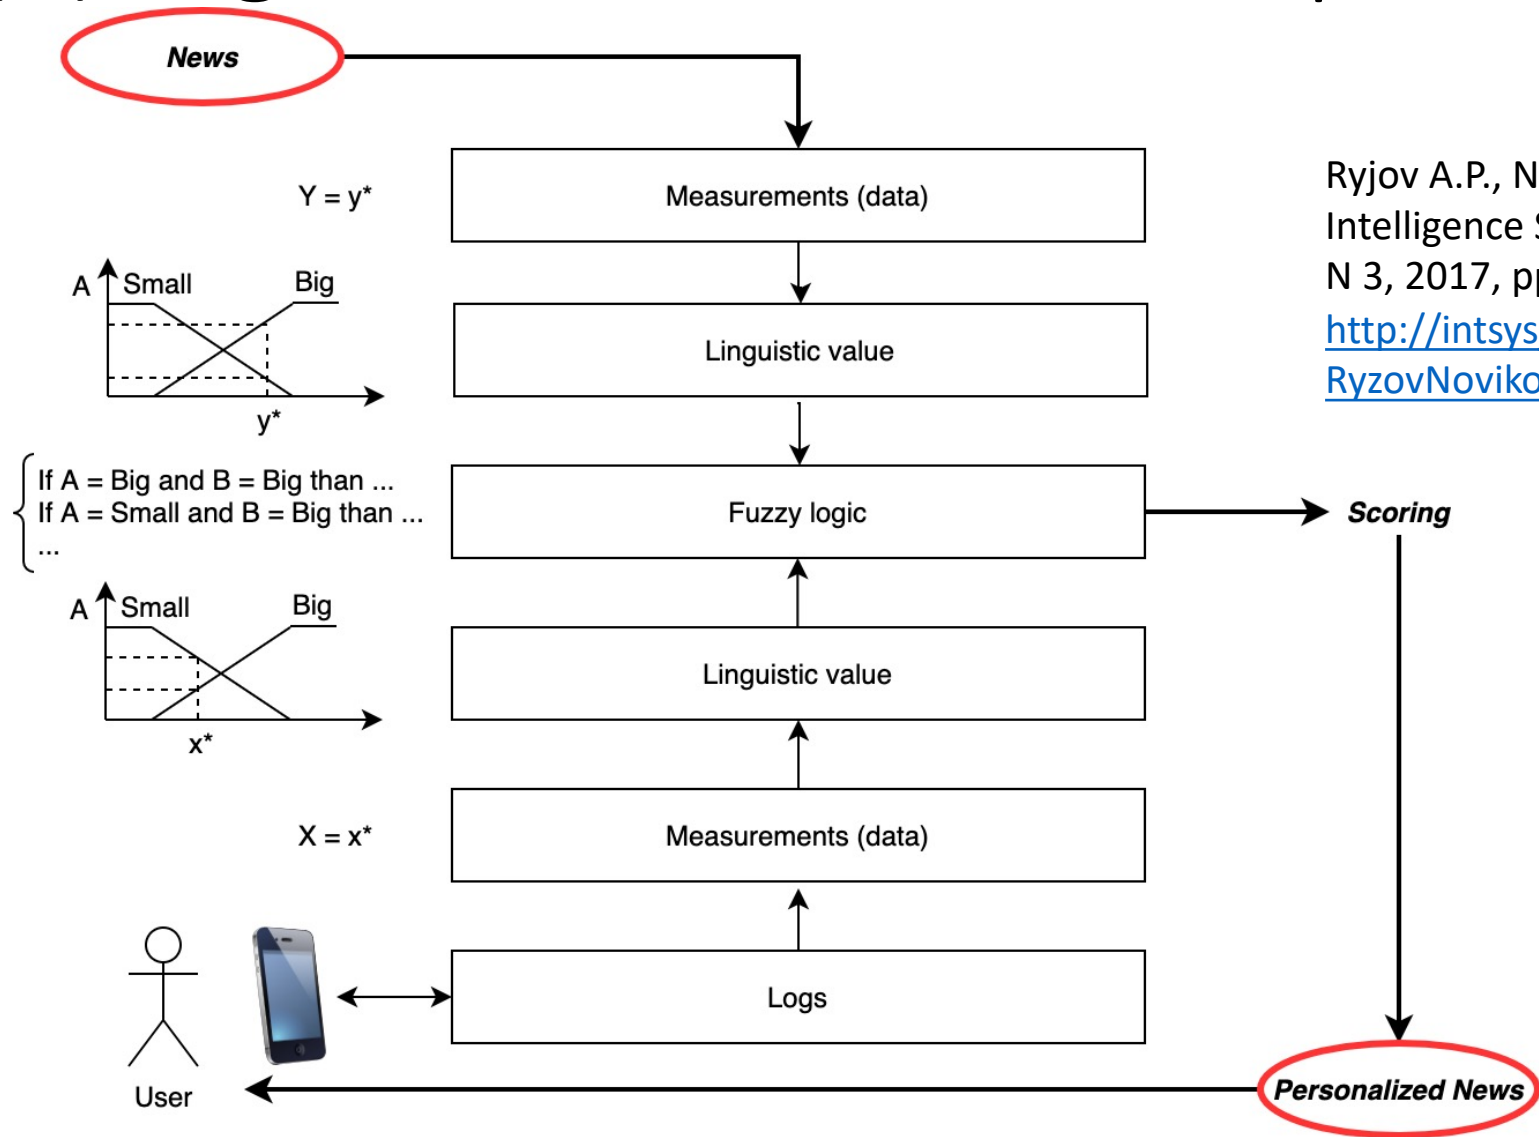 News
Y = y*
Measurements (data)
Ryjov A.P.,
Intelligence
N 3, 2017,
http://intsys
A
Small
Big
y*
Linguistic value
If A = Big and B = Big than ...
If A = Small and B = Big than ...
...
Fuzzy logic
Scoring
A
Small
Big
x*
Linguistic value
X = x*
Measurements (data)
Logs
User
Personalized News